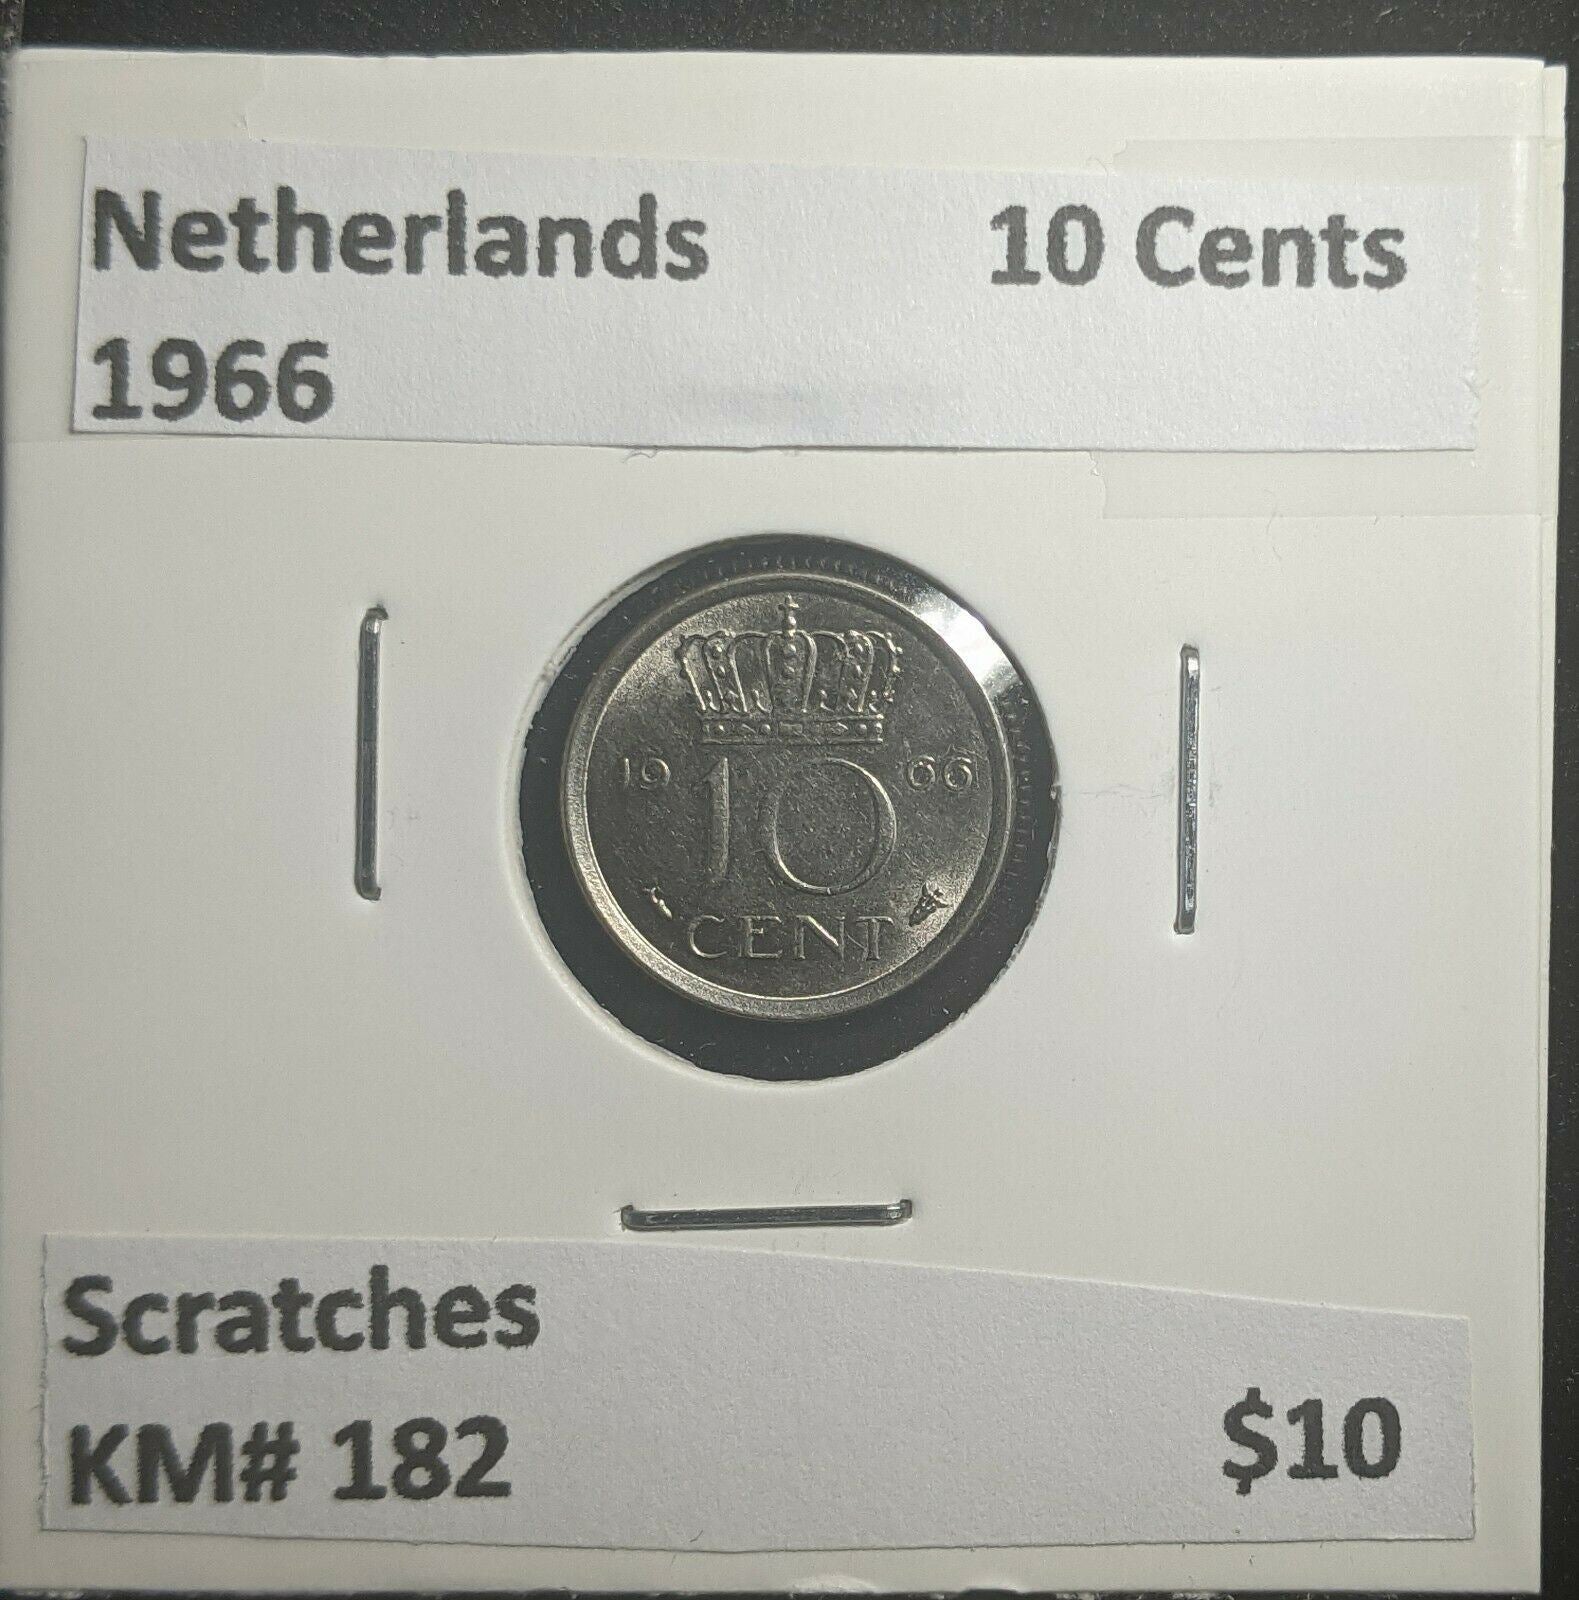 Netherlands 10 Cents
1966
19 10 66
CENT
Scratches
KM# 182 $10